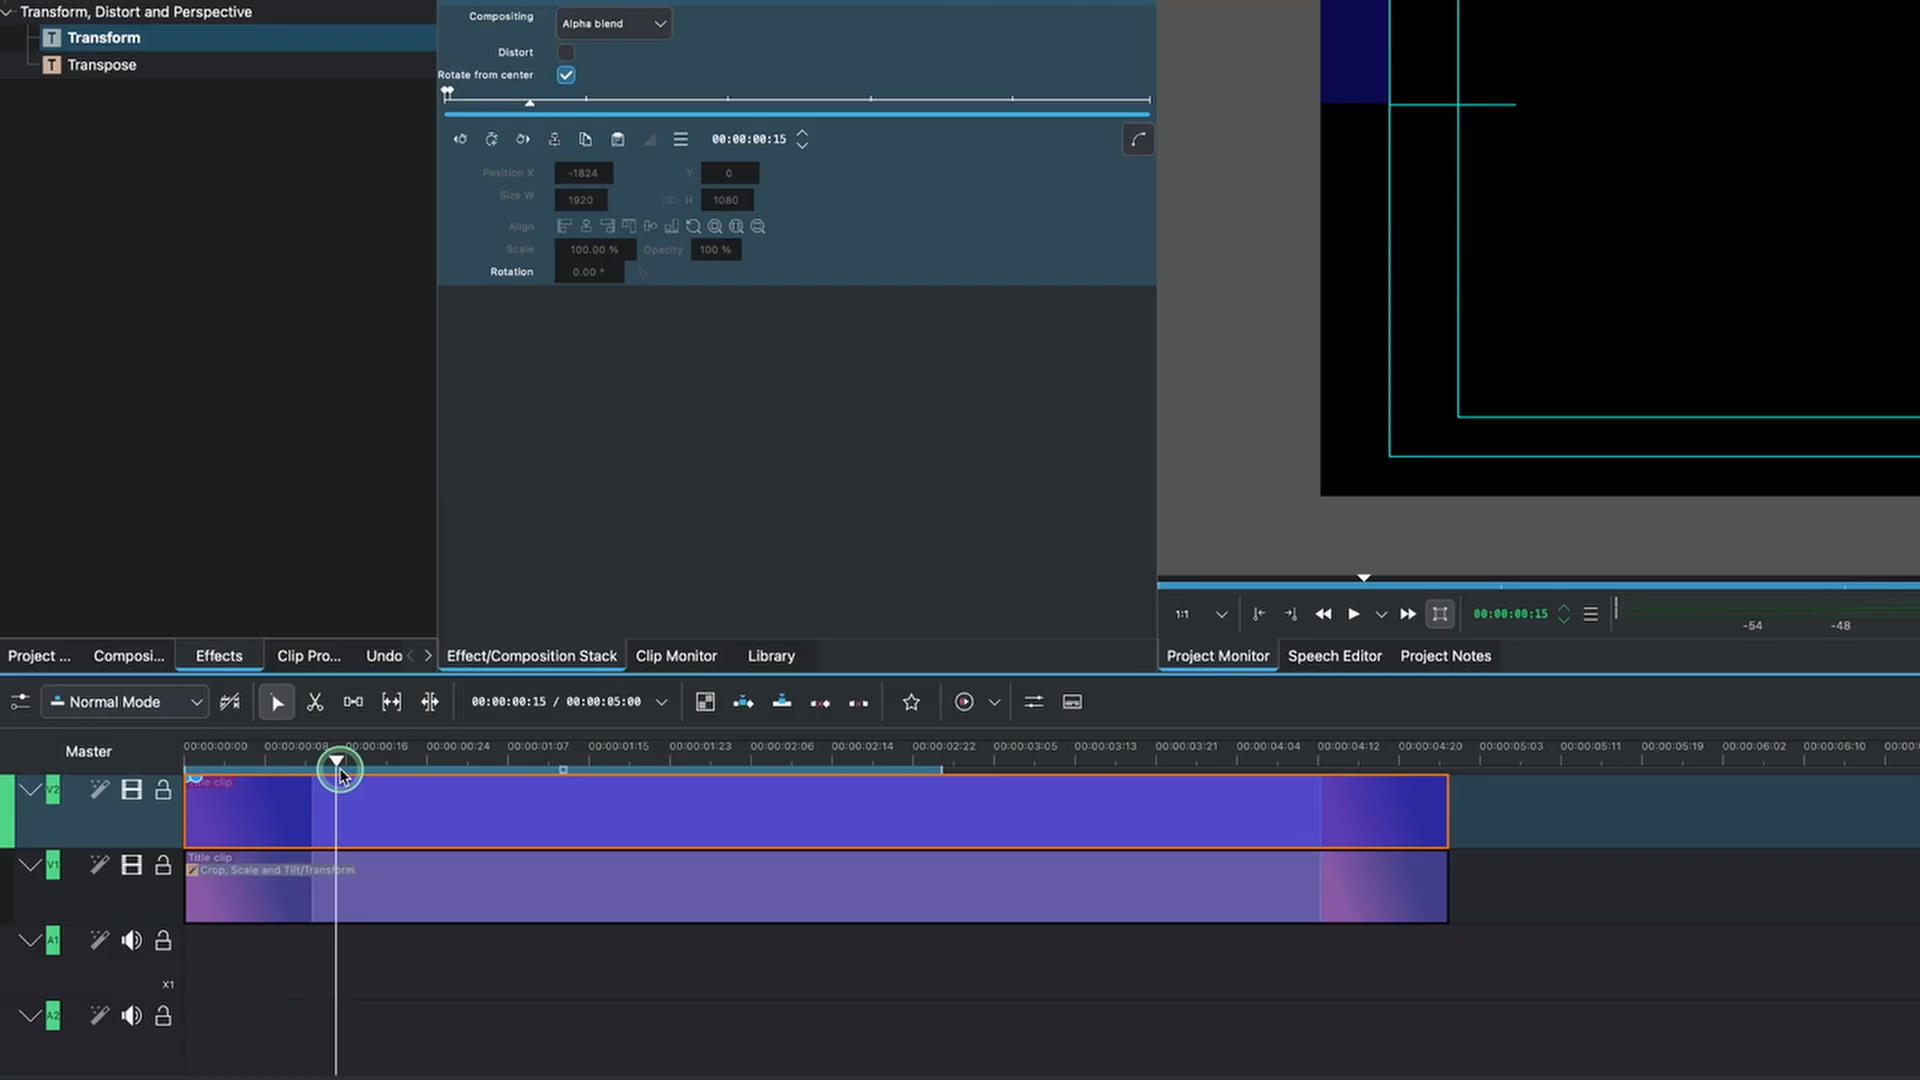 Transform, Distort and Perspective
T Transform
T Transpose
Compositing Alpha blend
Distort
Rotate from center
00:00:00:15
Position X -1824 Y 0
Size W 1920 H 1080
Align
Scale 100.00 % Opacity 100 %
Rotation 0.00 °
1:1 00:00:00:15 -54 -48
Project ... Composi... Effects Clip Pro... Undo
Effect/Composition Stack Clip Monitor Library
Project Monitor Speech Editor Project Notes
Normal Mode 00:00:00:15 / 00:00:05:00
Master 00:00:00:00 00:00:00:08 00:00:00:16 00:00:00:24 00:00:01:07 00:00:01:15 00:00:01:23 00:00:02:06 00:00:02:14 00:00:02:22 00:00:03:05 00:00:03:13 00:00:03:21 00:00:04:04 00:00:04:12 00:00:04:20 00:00:05:03 00:00:05:11 00:00:05:19 00:00:06:02 00:00:06:10 00:00:0
V2 clip
V1 Title clip
Crop, Scale and Tilt/Transform
A1
X1
A2